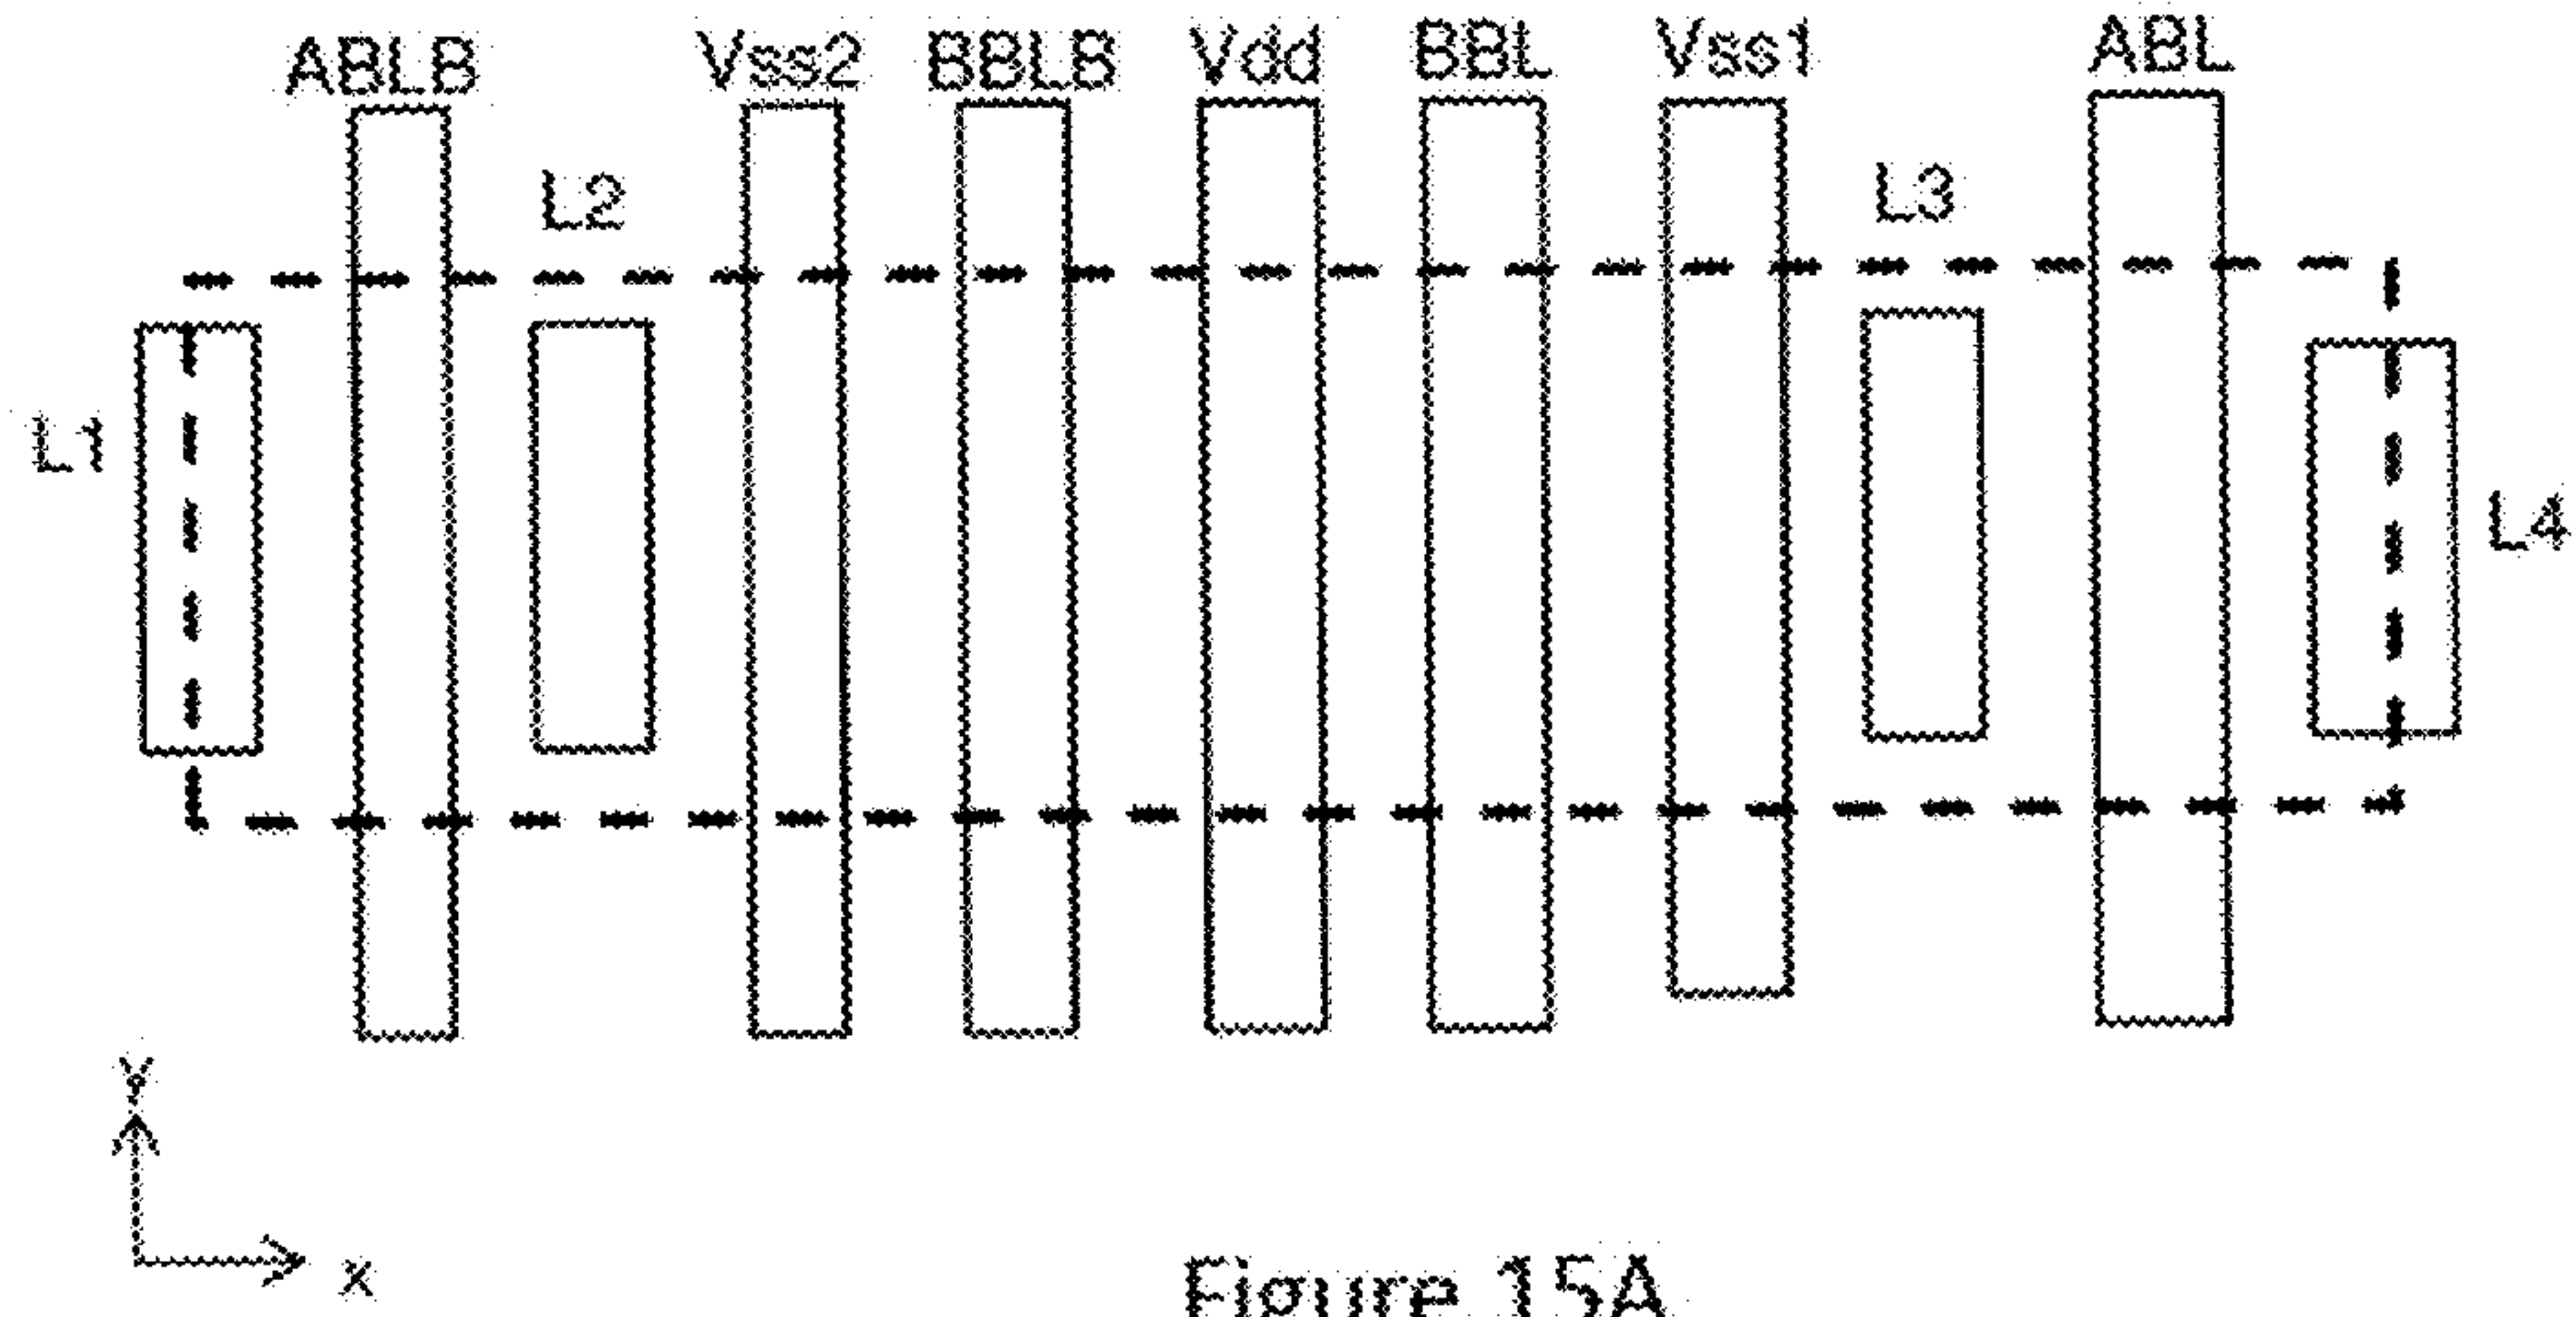 ABLB Vss2 BBLB Vdd BBL Vss1 ABL
L2 L3
L1
L4
Y
X
Figure 15A